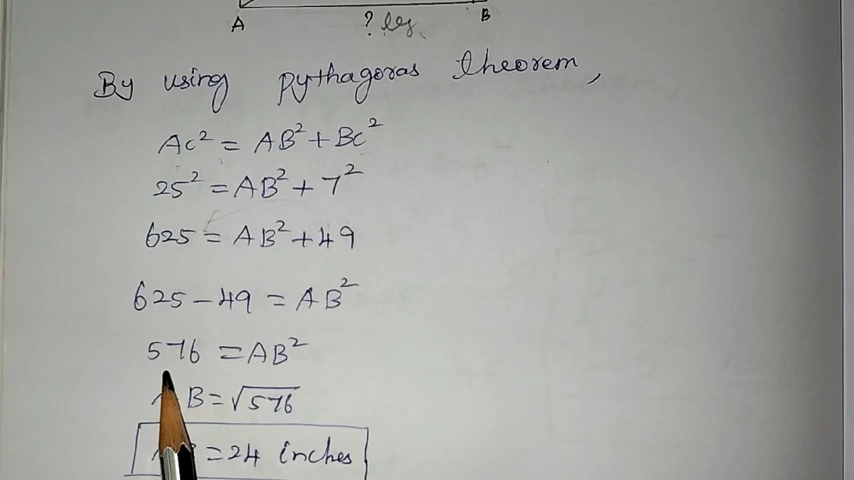 A ? leg B
By using pythagoras theorem,
AC² = AB² + BC²
25² = AB² + 7²
625 = AB² + 49
625 - 49 = AB²
576 = AB²
B = √576
= 24 inches